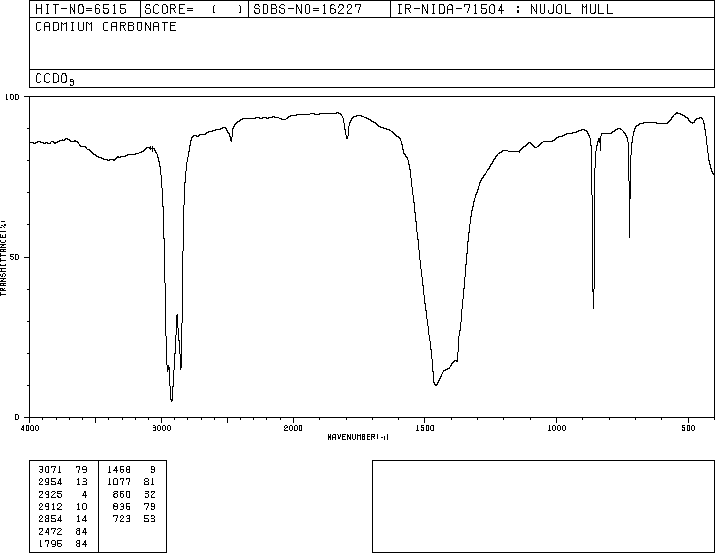 HIT-NO=6515 SCORE= ( ) SDBS-NO=16227 IR-NIDA-71504 : NUJOL MULL
CADMIUM CARBONATE
CCDO3
100
50
0
TRANSMITTANCE(%)
4000 3000 2000 1500 1000 500
WAVENUMBER(-1)
3071 79 1458 9
2954 13 1077 81
2925 4 860 32
2912 10 836 79
2854 14 723 53
2472 84
1795 84